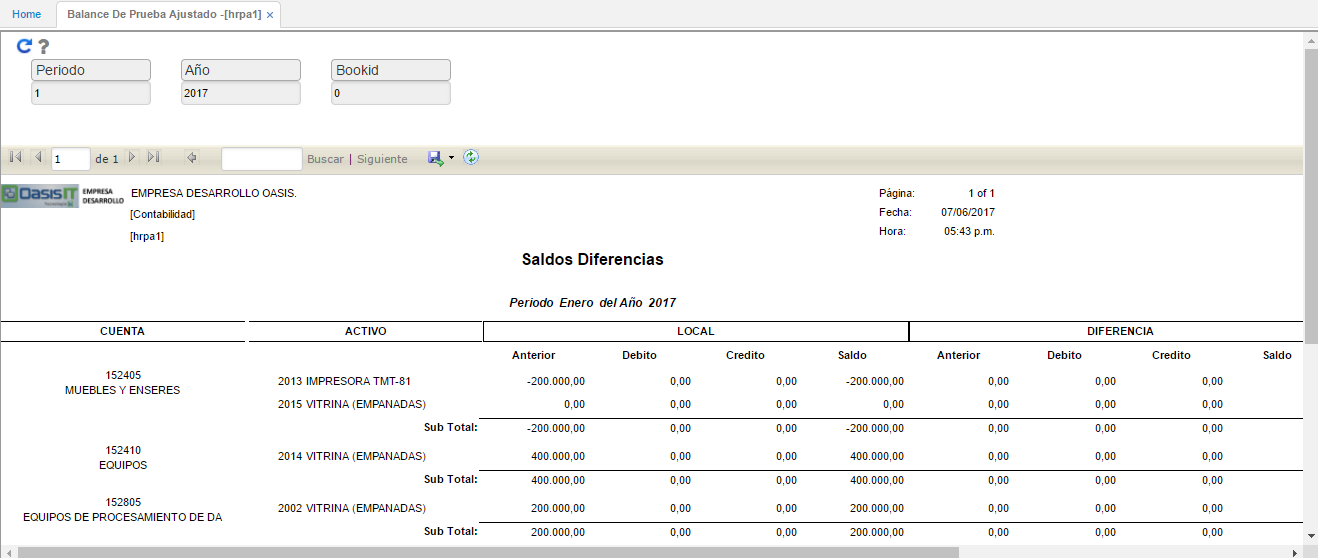 Home Balance De Prueba Ajustado -[hrpa1] ×
?
Periodo Año Bookid
1 2017 0
1 de 1 Buscar | Siguiente
OasisIT EMPRESA DESARROLLO EMPRESA DESARROLLO OASIS. Página: 1 of 1
[Contabilidad] Fecha: 07/06/2017
[hrpa1] Hora: 05:43 p.m.
Saldos Diferencias
Periodo Enero del Año 2017
CUENTA ACTIVO LOCAL DIFERENCIA
Anterior Debito Credito Saldo Anterior Debito Credito Saldo
152405
MUEBLES Y ENSERES
2013 IMPRESORA TMT-81 -200.000,00 0,00 0,00 -200.000,00 0,00 0,00 0,00
2015 VITRINA (EMPANADAS) 0,00 0,00 0,00 0,00 0,00 0,00 0,00
Sub Total: -200.000,00 0,00 0,00 -200.000,00 0,00 0,00 0,00
152410
EQUIPOS
2014 VITRINA (EMPANADAS) 400.000,00 0,00 0,00 400.000,00 0,00 0,00 0,00
Sub Total: 400.000,00 0,00 0,00 400.000,00 0,00 0,00 0,00
152805
EQUIPOS DE PROCESAMIENTO DE DA
2002 VITRINA (EMPANADAS) 200.000,00 0,00 0,00 200.000,00 0,00 0,00 0,00
Sub Total: 200.000,00 0,00 0,00 200.000,00 0,00 0,00 0,00